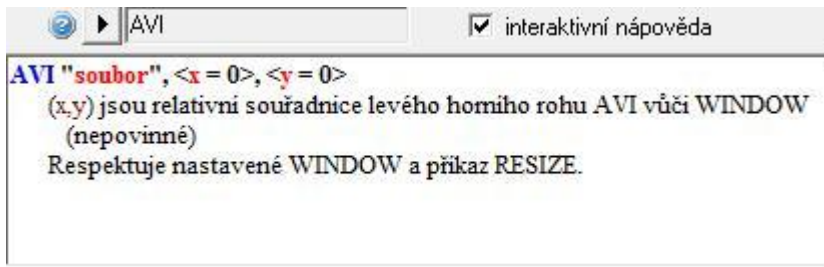 AVI interaktivní nápověda
AVI "soubor", <x = 0>, <y = 0>
(x,y) jsou relativní souřadnice levého horního rohu AVI vůči WINDOW
(nepovinné)
Respektuje nastavené WINDOW a příkaz RESIZE.